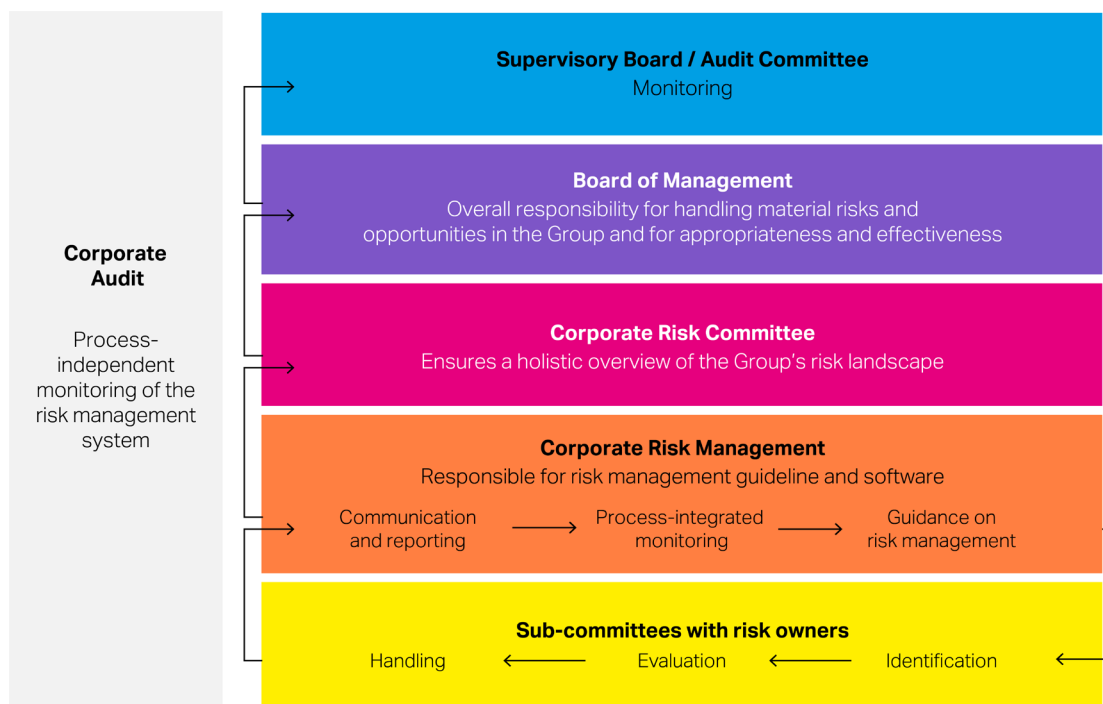 Corporate
Audit
Process-
independent
monitoring of the
risk management
system
Supervisory Board / Audit Committee
Monitoring
Board of Management
Overall responsibility for handling material risks and
opportunities in the Group and for appropriateness and effectiveness
Corporate Risk Committee
Ensures a holistic overview of the Group’s risk landscape
Corporate Risk Management
Responsible for risk management guideline and software
Communication
and reporting
Process-integrated
monitoring
Guidance on
risk management
Sub-committees with risk owners
Handling
Evaluation
Identification